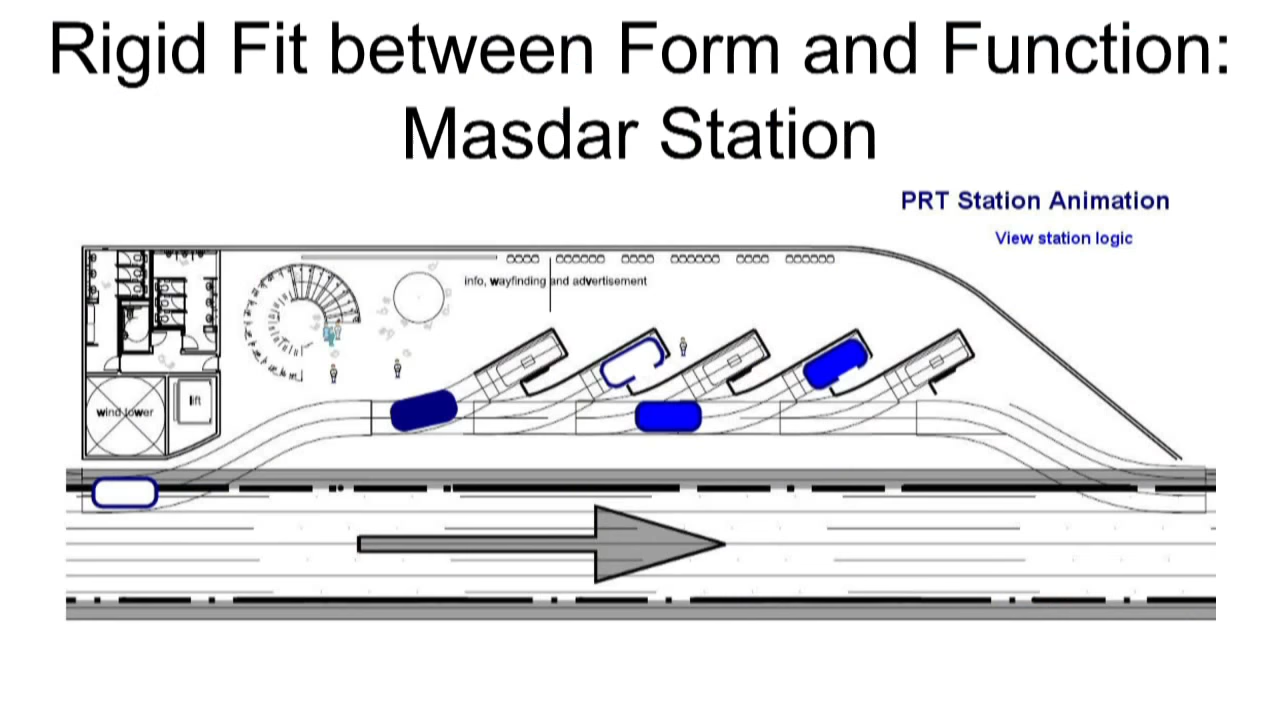 Rigid Fit between Form and Function:
Masdar Station
PRT Station Animation
View station logic
info, wayfinding and advertisement
lift
wind tower